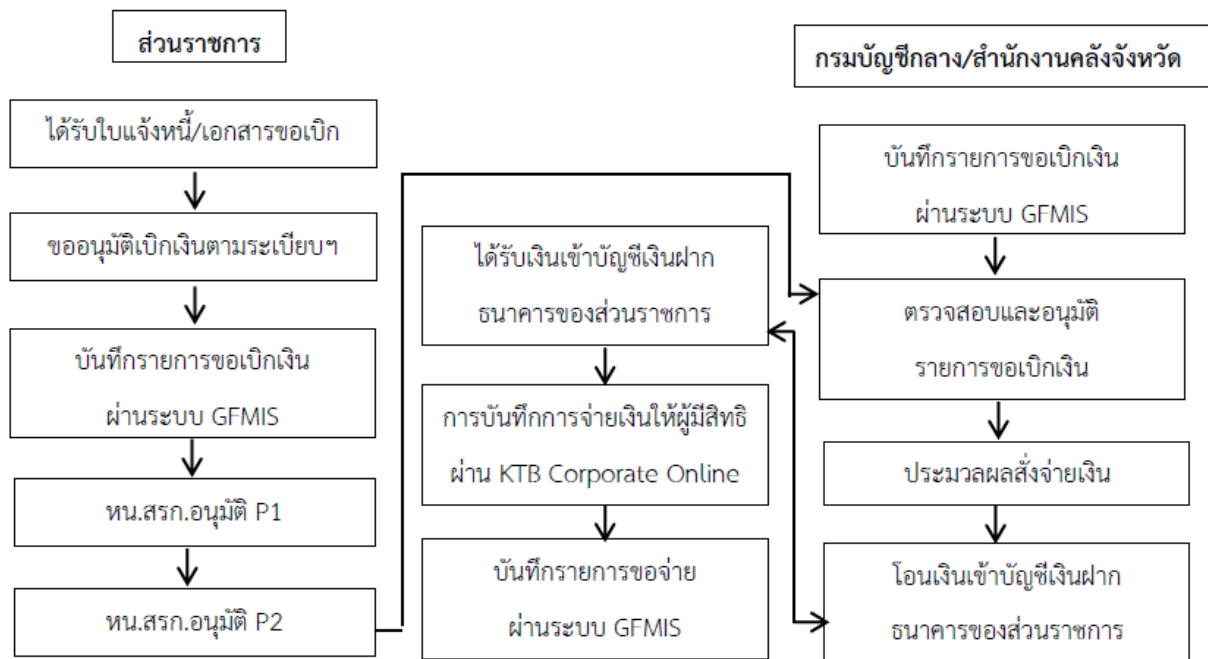 ส่วนราชการ
ได้รับใบแจ้งหนี้/เอกสารขอเบิก
ขออนุมัติเบิกเงินตามระเบียบฯ
บันทึกรายการขอเบิกเงิน
ผ่านระบบ GFMIS
หน.สรก.อนุมัติ P1
หน.สรก.อนุมัติ P2
ได้รับเงินเข้าบัญชีเงินฝาก
ธนาคารของส่วนราชการ
การบันทึกการจ่ายเงินให้ผู้มีสิทธิ
ผ่าน KTB Corporate Online
บันทึกรายการขอจ่าย
ผ่านระบบ GFMIS
กรมบัญชีกลาง/สำนักงานคลังจังหวัด
บันทึกรายการขอเบิกเงิน
ผ่านระบบ GFMIS
ตรวจสอบและอนุมัติ
รายการขอเบิกเงิน
ประมวลผลสั่งจ่ายเงิน
โอนเงินเข้าบัญชีเงินฝาก
ธนาคารของส่วนราชการ